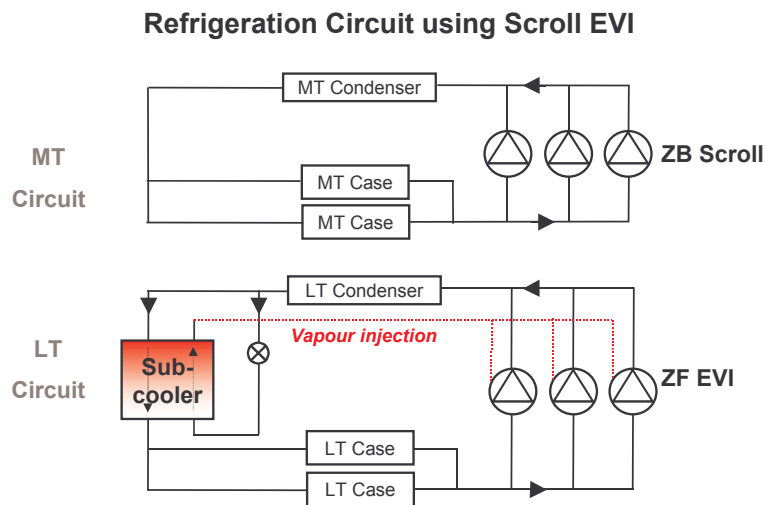 Refrigeration Circuit using Scroll EVI
MT Condenser
MT
Circuit
ZB Scroll
MT Case
MT Case
LT Condenser
Vapour injection
LT
Circuit
Sub-
cooler
ZF EVI
LT Case
LT Case